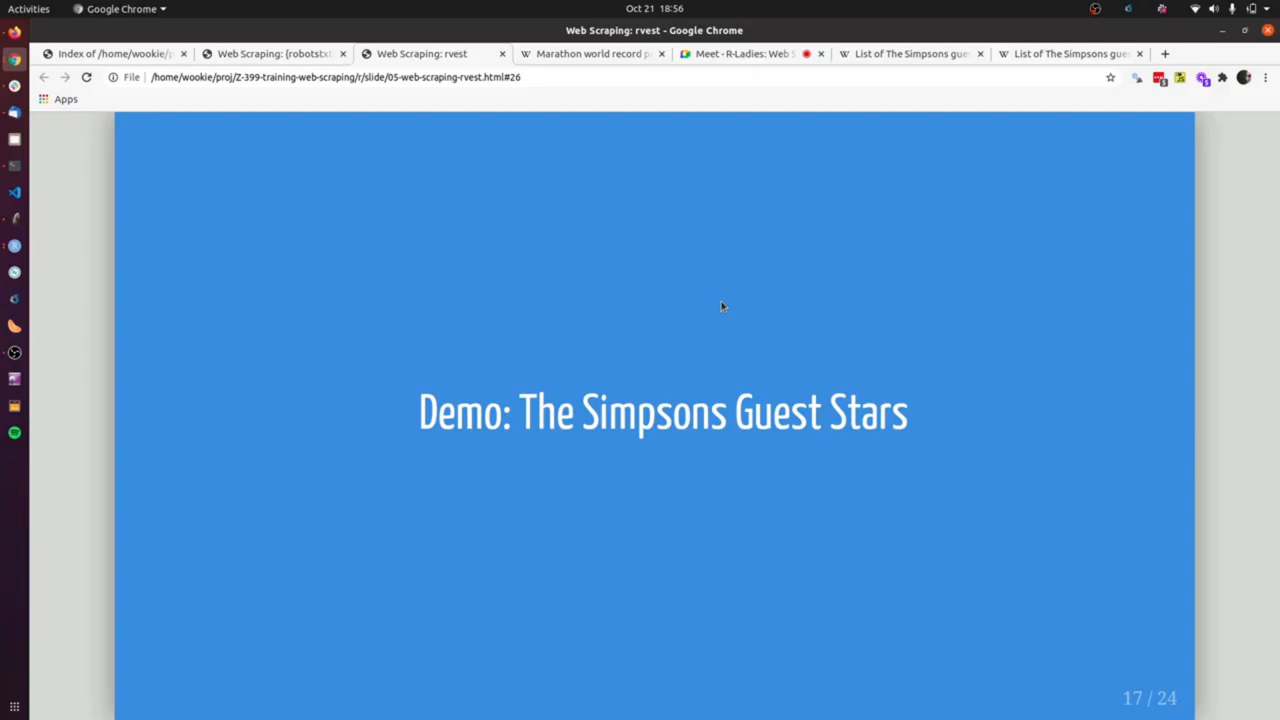 Activities
Google Chrome
Oct 21 18:56
Web Scraping: rvest - Google Chrome
Index of /home/wookie/p
Web Scraping: {robotstxt
Web Scraping: rvest
Marathon world record p
Meet - R-Ladies: Web S
List of The Simpsons gue
List of The Simpsons gues
File
/home/wookie/proj/Z-399-training-web-scraping/r/slide/05-web-scraping-rvest.html#26
Apps
Demo: The Simpsons Guest Stars
17 / 24